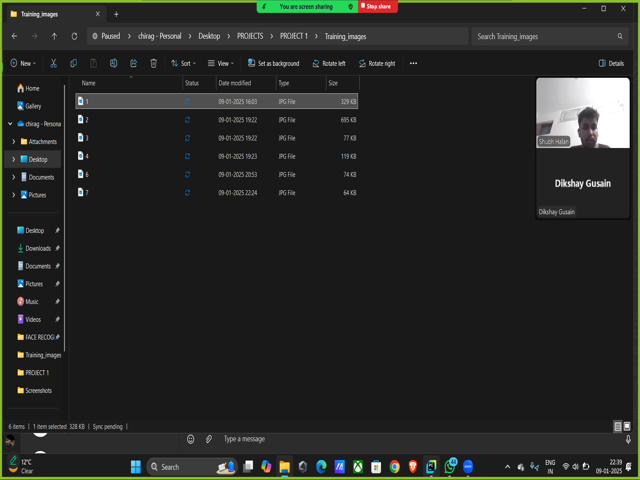 Training_images
You are screen sharing
Stop share
Paused > chirag - Personal > Desktop > PROJECTS > PROJECT 1 > Training_images
Search Training_images
New
Sort
View
Set as background
Rotate left
Rotate right
Details
Name Status Date modified Type Size
1 09-01-2025 16:03 JPG File 329 KB
2 09-01-2025 19:22 JPG File 695 KB
3 09-01-2025 19:22 JPG File 77 KB
4 09-01-2025 19:23 JPG File 119 KB
6 09-01-2025 20:53 JPG File 74 KB
7 09-01-2025 22:24 JPG File 64 KB
Home
Gallery
chirag - Persona
Attachments
Desktop
Documents
Pictures
Desktop
Downloads
Documents
Pictures
Music
Videos
FACE RECOG
Training_images
PROJECT 1
Screenshots
Shubh Halan
Dikshay Gusain
Dikshay Gusain
6 items | 1 item selected 328 KB | Sync pending |
Type a message
12°C
Clear
Search
ENG
IN
22:39
09-01-2025